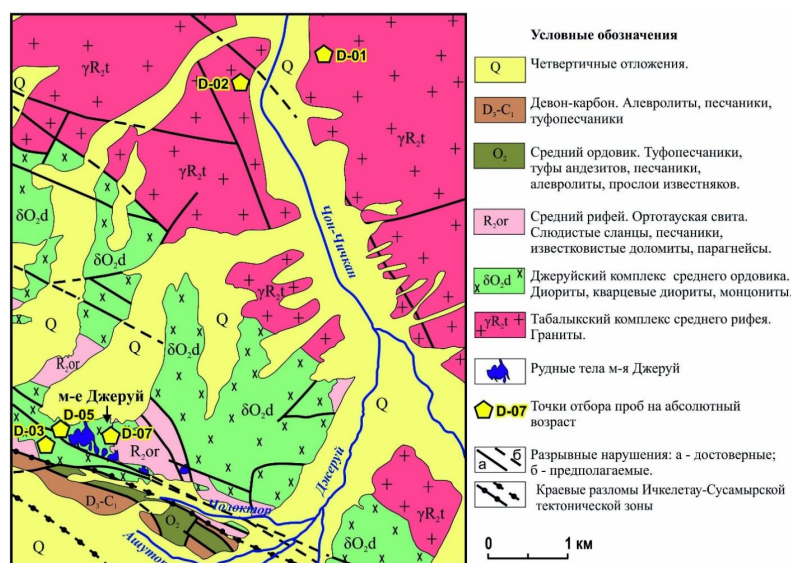 Условные обозначения
Q Четвертичные отложения.
D₃-C₁ Девон-карбон. Алевролиты, песчаники,
туфопесчаники
O₂ Средний ордовик. Туфопесчаники,
туфы андезитов, песчаники,
алевролиты, прослои известняков.
R₂or Средний рифей. Ортотауская свита.
Слюдистые сланцы, песчаники,
известковистые доломиты, парагнейсы.
δO₂d Джеруйский комплекс среднего ордовика.
Диориты, кварцевые диориты, монцониты.
γR₂t Табалыкский комплекс среднего рифея.
Граниты.
Рудные тела м-я Джеруй
D-07 Точки отбора проб на абсолютный
возраст
а б Разрывные нарушения: а - достоверные;
б - предполагаемые.
Краевые разломы Ичкелетау-Сусамырской
тектонической зоны
0 1 км
γR₂t
D-01
Q
D-02
γR₂t
γR₂t
γR₂t
Чон-Чичкан
δO₂d
δO₂d
γR₂t
Q
Q
δO₂d
R₂or
м-е Джеруй
Q
D-05
D-03
D-07
δO₂d
R₂or
Джеруй
D₃-C₁
Чолоктор
O₂
γR₂t
Q
δO₂d